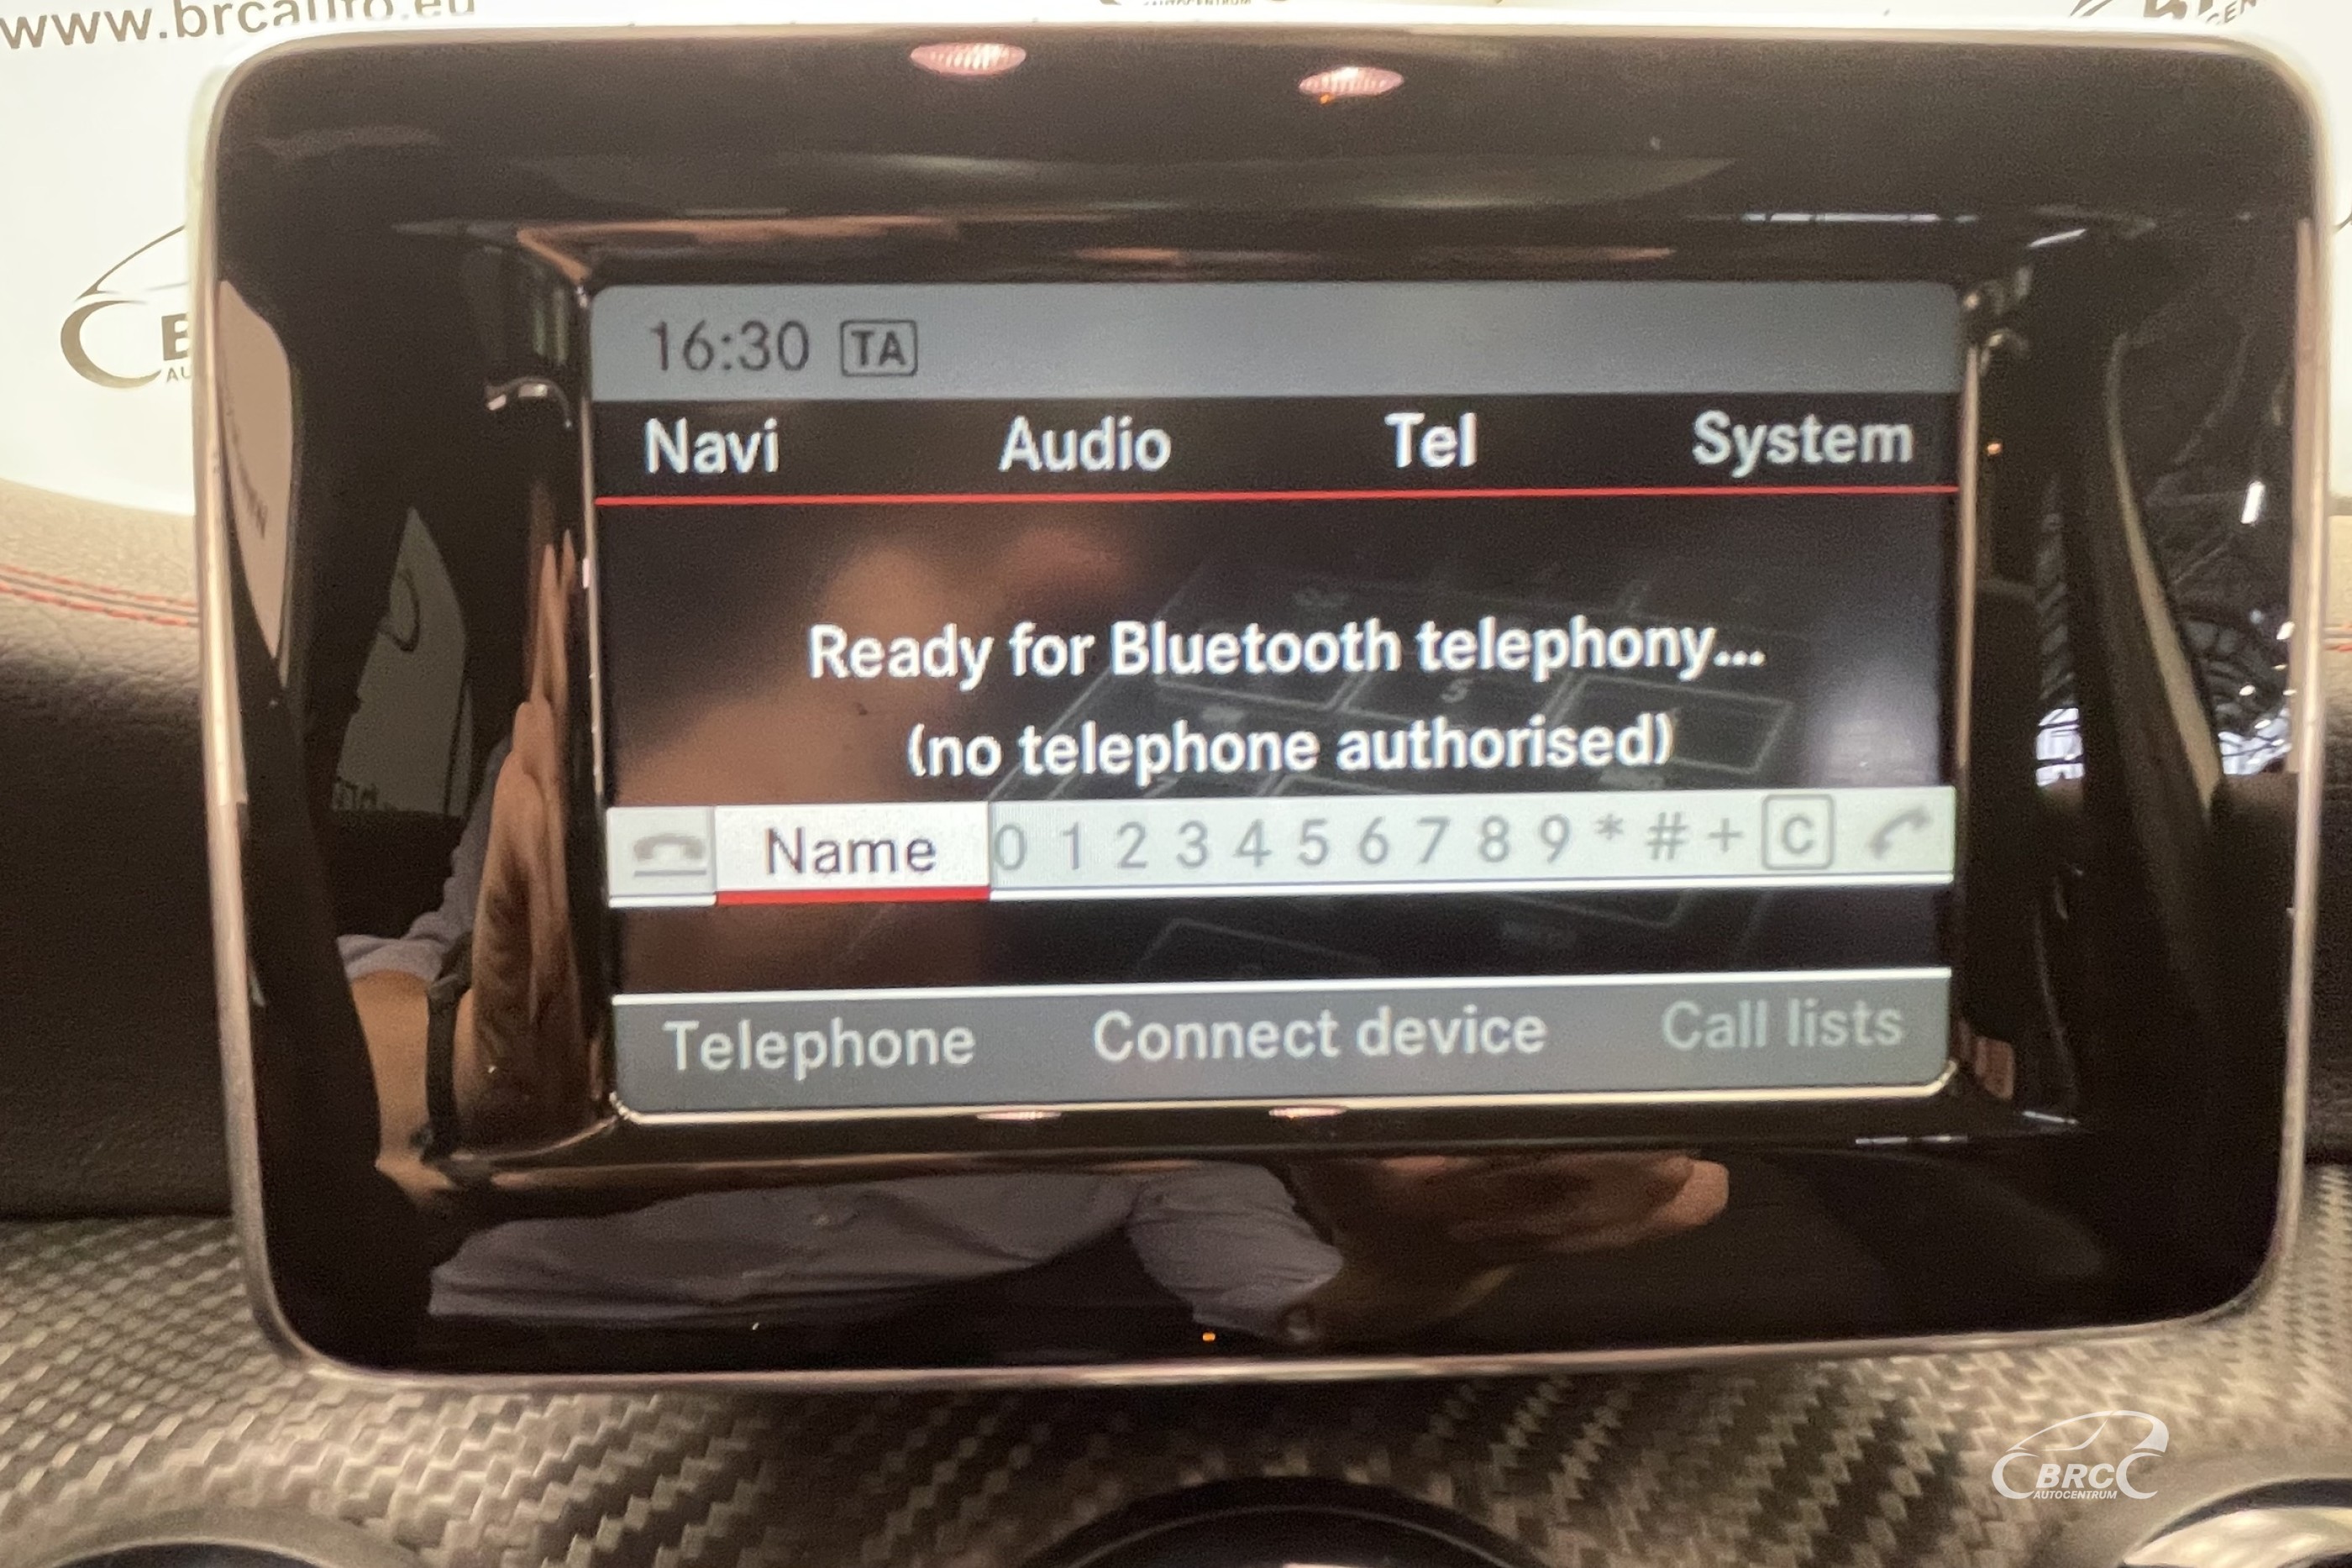 www.brcauto.eu
16:30 TA
Navi Audio Tel System
Ready for Bluetooth telephony...
(no telephone authorised)
Name 0 1 2 3 4 5 6 7 8 9 * # + C
Telephone Connect device Call lists
BRC
AUTOCENTRUM